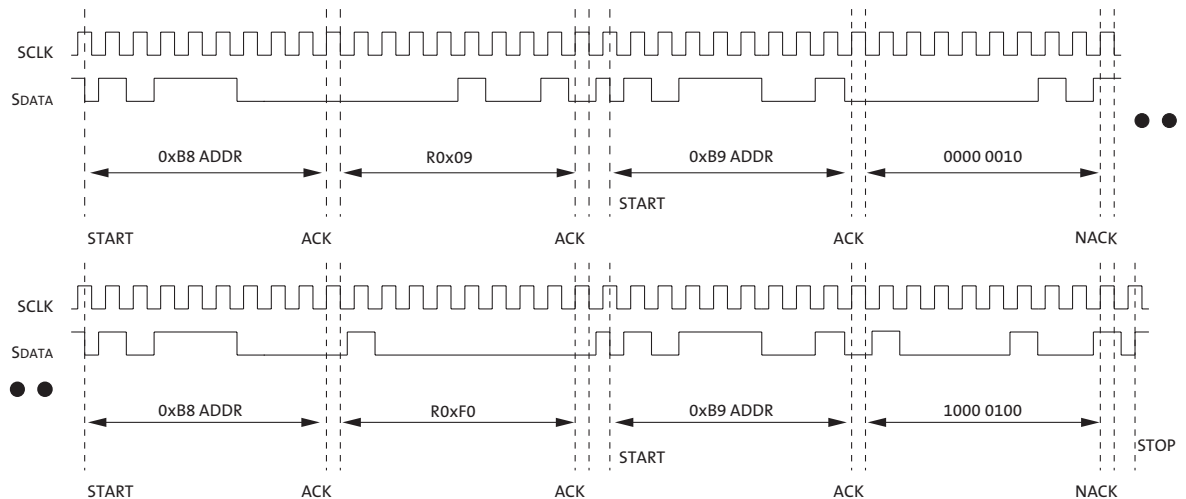 SCLK
SDATA
0xB8 ADDR R0x09 0xB9 ADDR 0000 0010
START
START ACK ACK ACK NACK
SCLK
SDATA
0xB8 ADDR R0xF0 0xB9 ADDR 1000 0100
START STOP
START ACK ACK ACK NACK